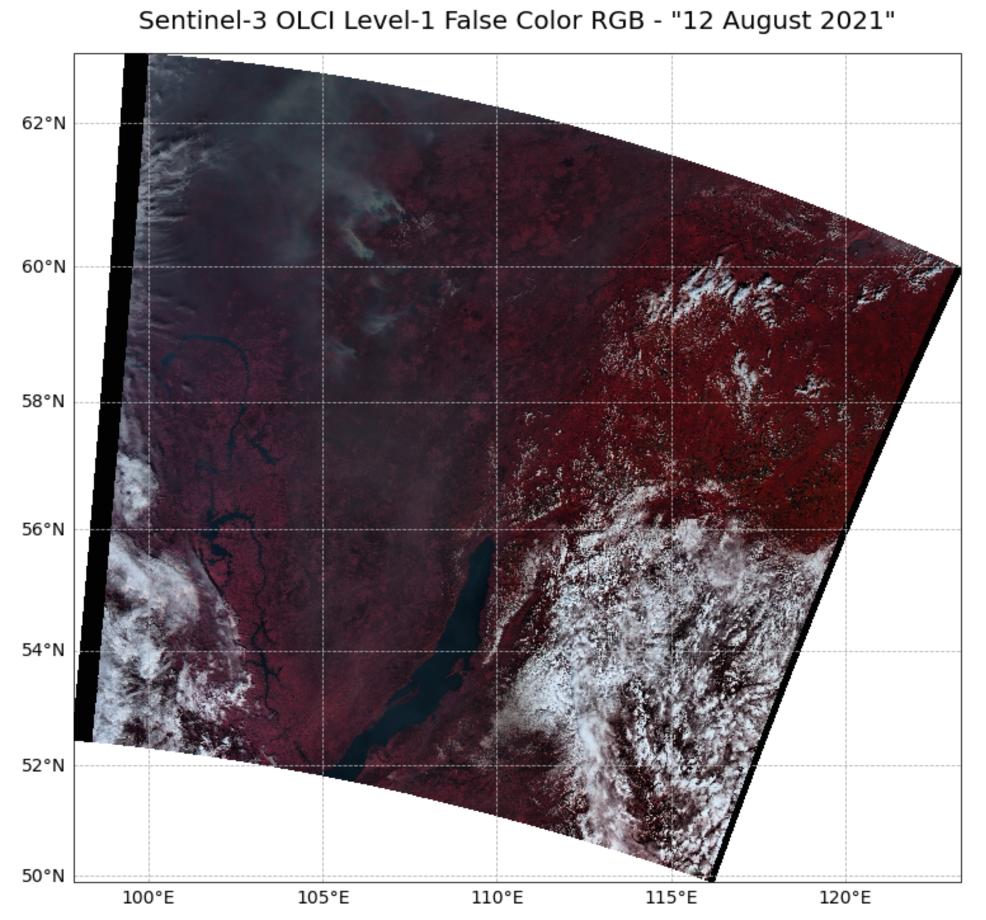 Sentinel-3 OLCI Level-1 False Color RGB - "12 August 2021"
62°N
60°N
58°N
56°N
54°N
52°N
50°N
100°E 105°E 110°E 115°E 120°E